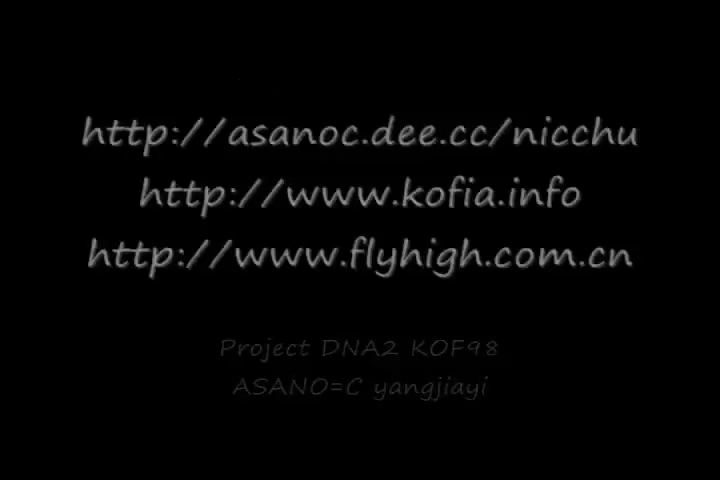 http://asanoc.dee.cc/nicchu
http://www.kofia.info
http://www.flyhigh.com.cn
Project DNA2 KOF98
ASANO=C yangjiayi